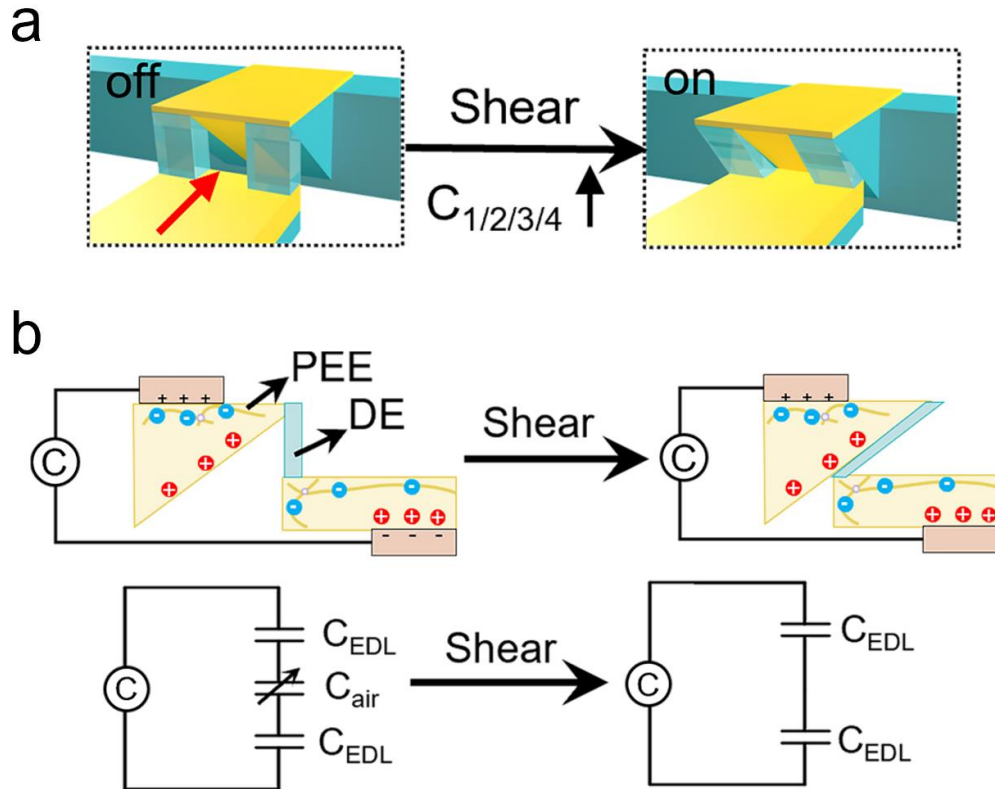 a
off
Shear
C1/2/3/4
on
b
PEE
DE
C
+ + +
- - -
Shear
C
+ + +
C
CEDL
Cair
CEDL
Shear
C
CEDL
CEDL